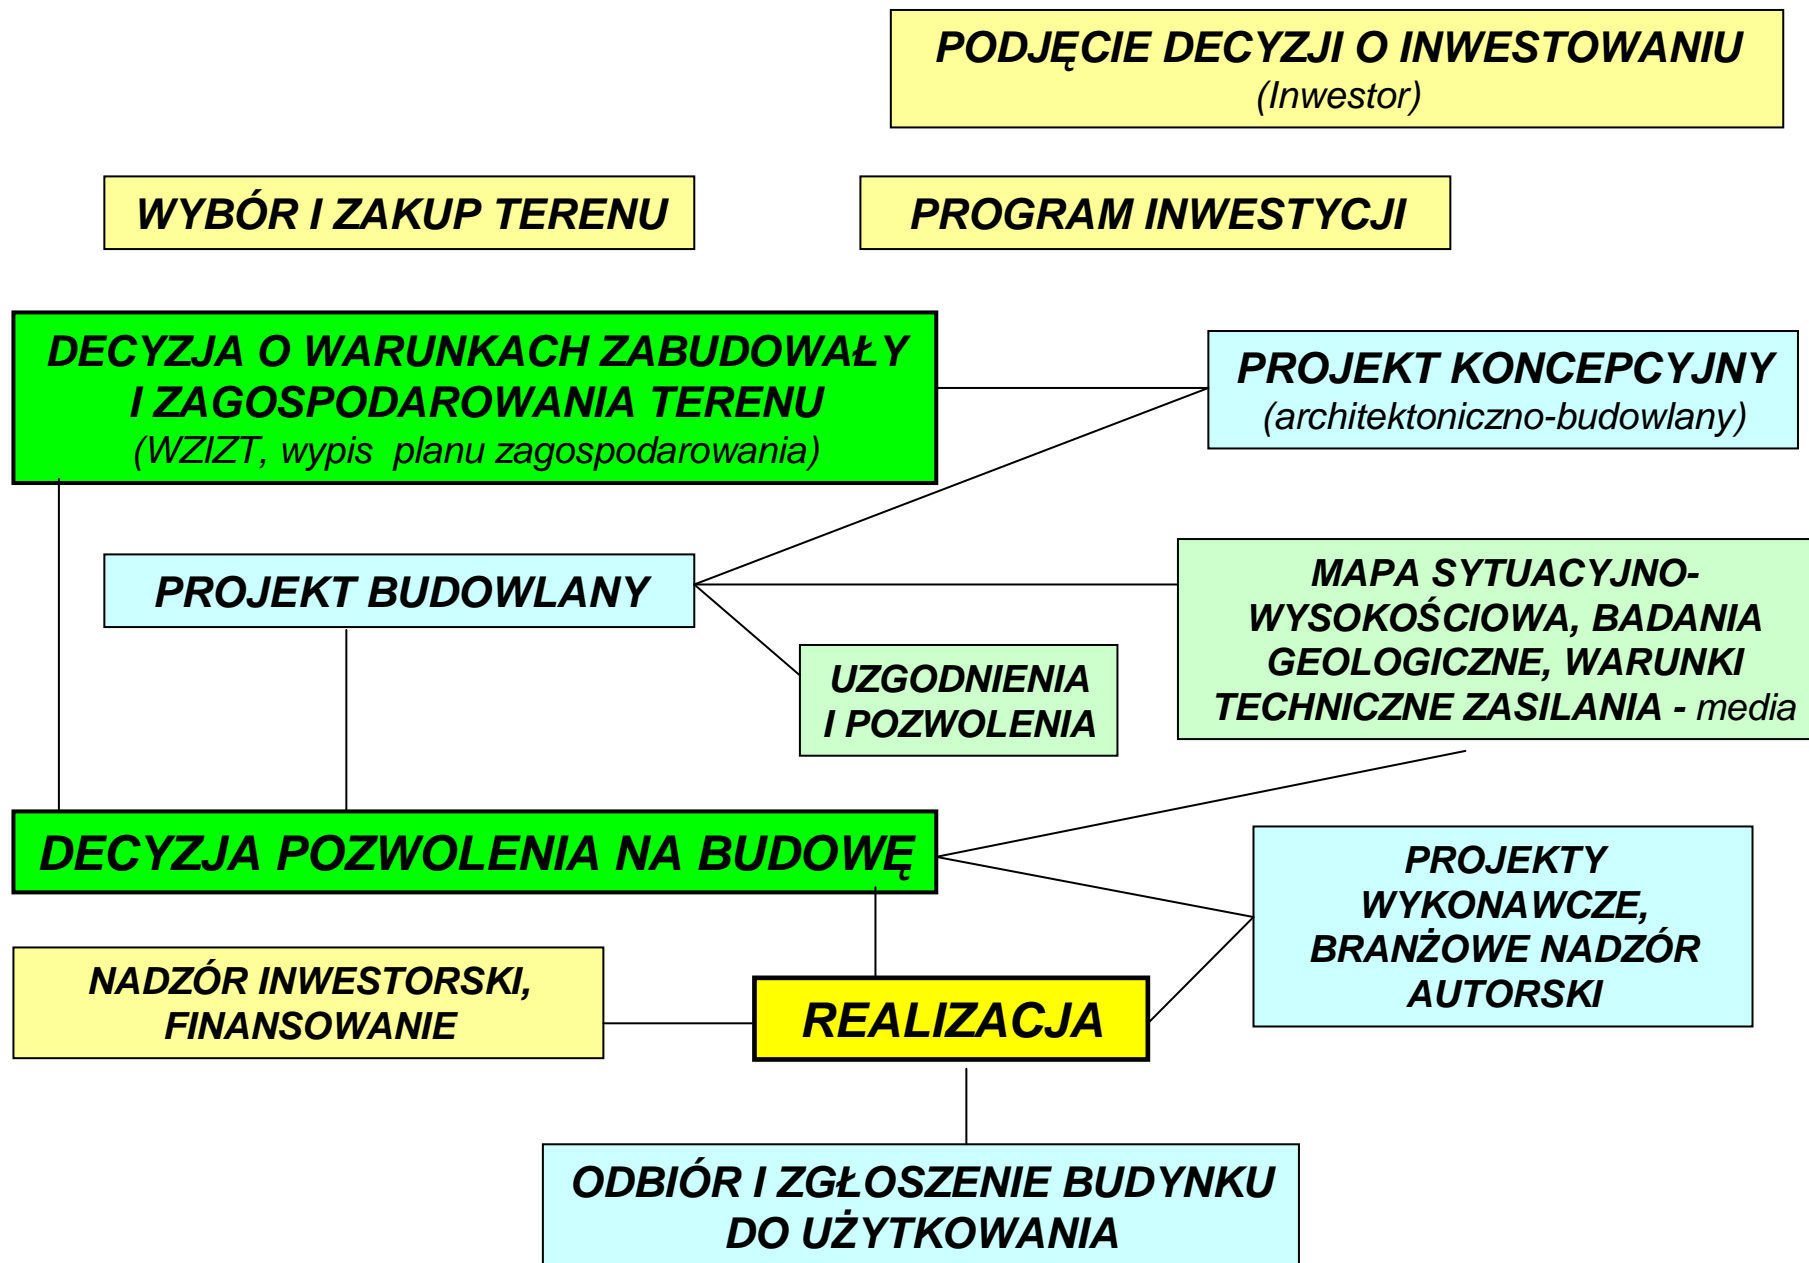 PODJĘCIE DECYZJI O INWESTOWANIU
(Inwestor)
WYBÓR I ZAKUP TERENU
PROGRAM INWESTYCJI
DECYZJA O WARUNKACH ZABUDOWAŁY
I ZAGOSPODAROWANIA TERENU
(WZIZT, wypis planu zagospodarowania)
PROJEKT KONCEPCYJNY
(architektoniczno-budowlany)
PROJEKT BUDOWLANY
MAPA SYTUACYJNO-
WYSOKOŚCIOWA, BADANIA
GEOLOGICZNE, WARUNKI
TECHNICZNE ZASILANIA - media
UZGODNIENIA
I POZWOLENIA
DECYZJA POZWOLENIA NA BUDOWĘ
PROJEKTY
WYKONAWCZE,
BRANŻOWE NADZÓR
AUTORSKI
NADZÓR INWESTORSKI,
FINANSOWANIE
REALIZACJA
ODBIÓR I ZGŁOSZENIE BUDYNKU
DO UŻYTKOWANIA